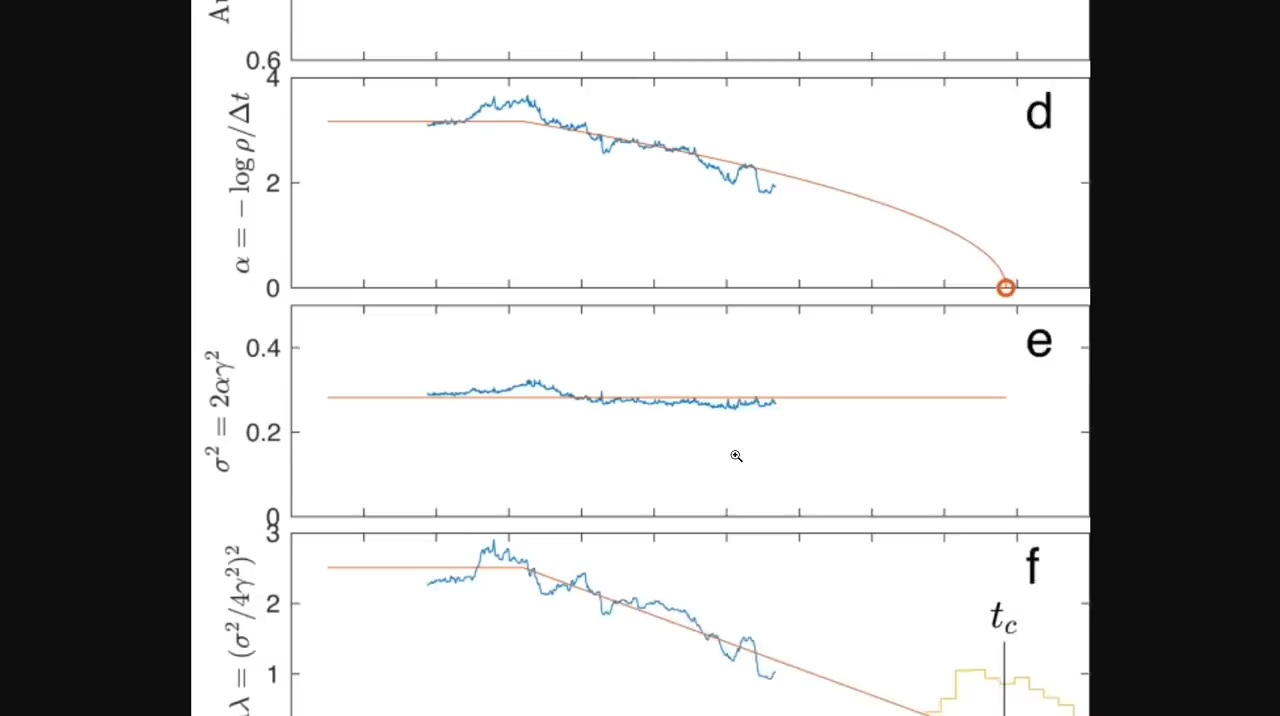 0.6
4
d
α = − log ρ/Δt
2
0
e
0.4
σ² = 2αγ²
0.2
0
3
f
λ = (σ²/4γ²)²
2
t_c
1